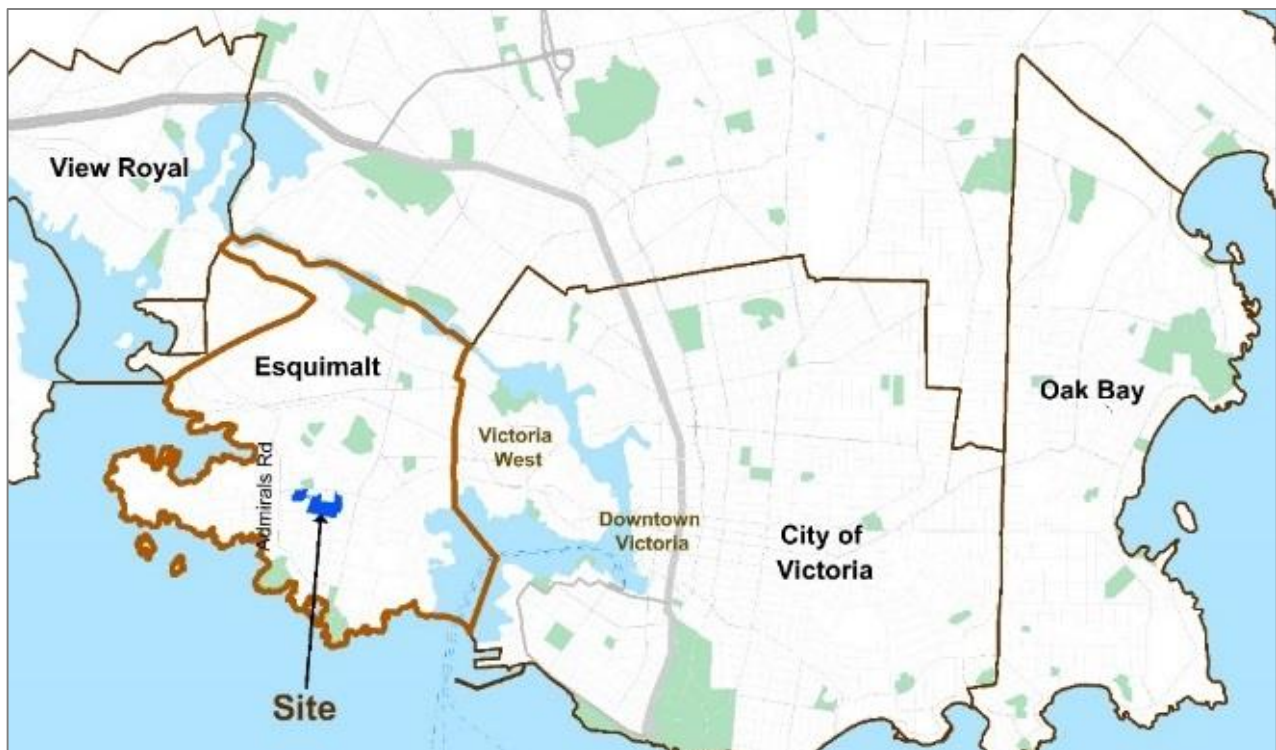 View Royal
Esquimalt
Admirals Rd
Victoria
West
Downtown
Victoria
City of
Victoria
Oak Bay
Site